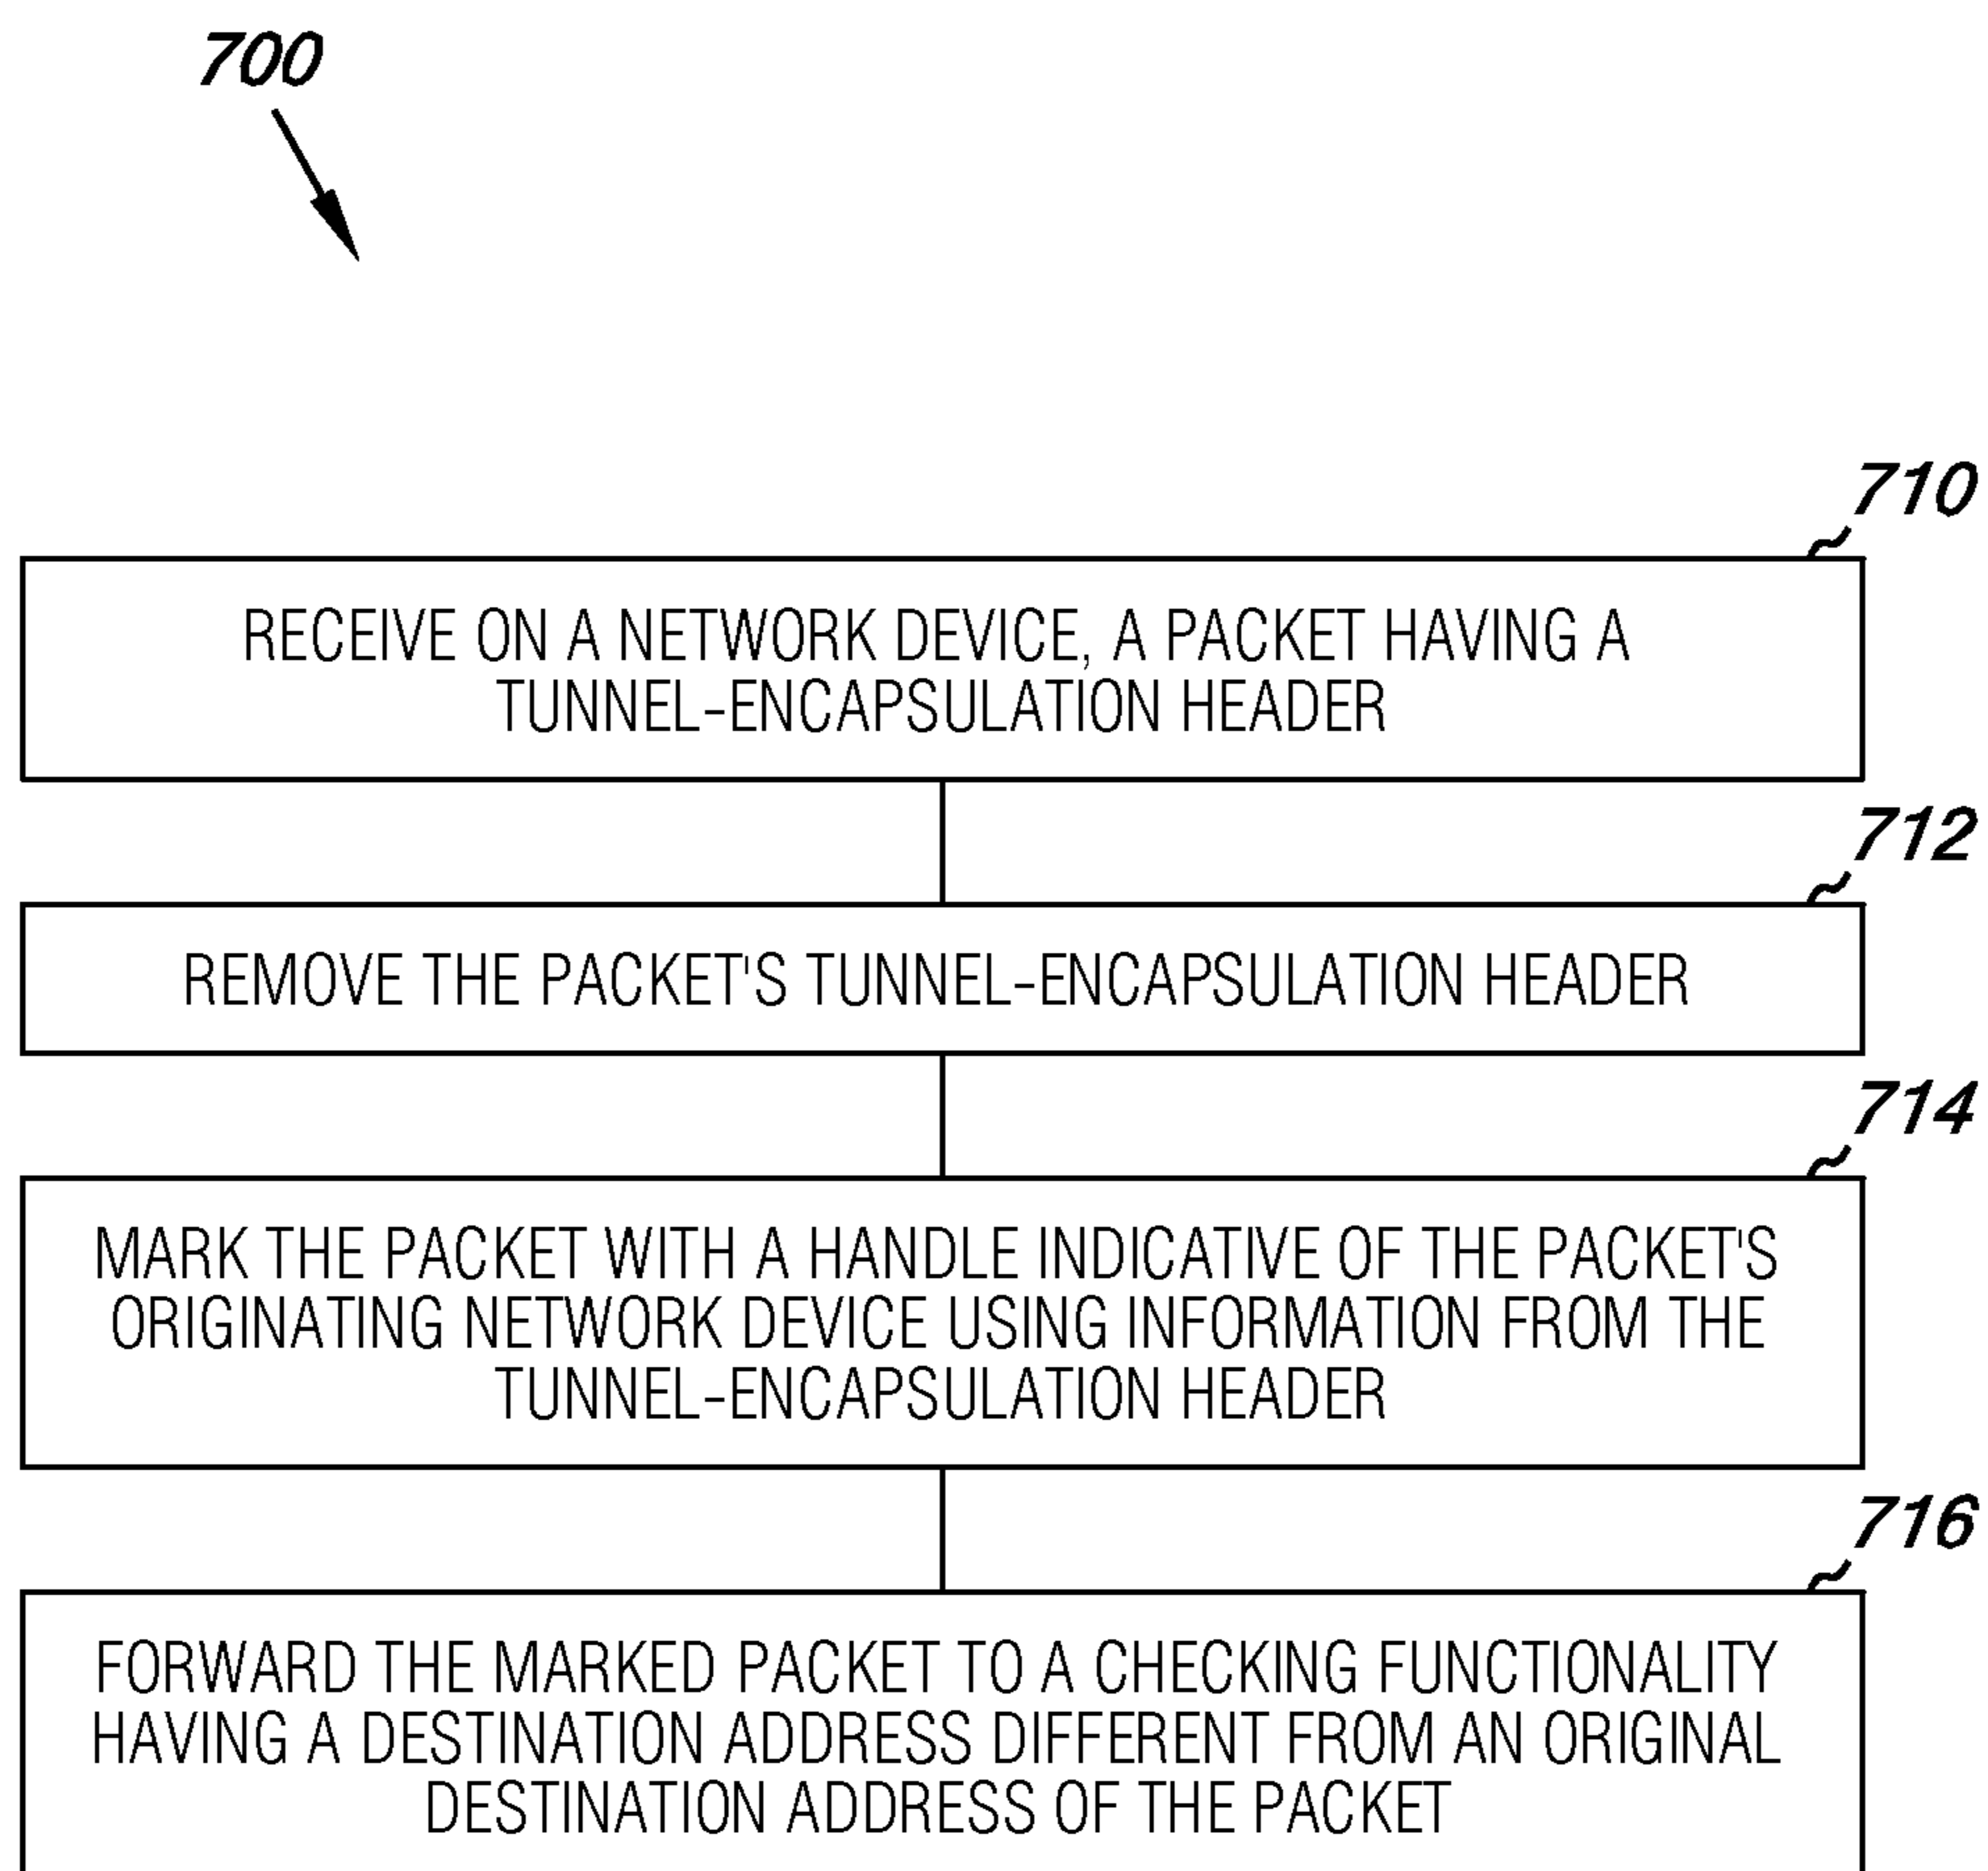 700
710
RECEIVE ON A NETWORK DEVICE, A PACKET HAVING A
TUNNEL-ENCAPSULATION HEADER
712
REMOVE THE PACKET'S TUNNEL-ENCAPSULATION HEADER
714
MARK THE PACKET WITH A HANDLE INDICATIVE OF THE PACKET'S
ORIGINATING NETWORK DEVICE USING INFORMATION FROM THE
TUNNEL-ENCAPSULATION HEADER
716
FORWARD THE MARKED PACKET TO A CHECKING FUNCTIONALITY
HAVING A DESTINATION ADDRESS DIFFERENT FROM AN ORIGINAL
DESTINATION ADDRESS OF THE PACKET